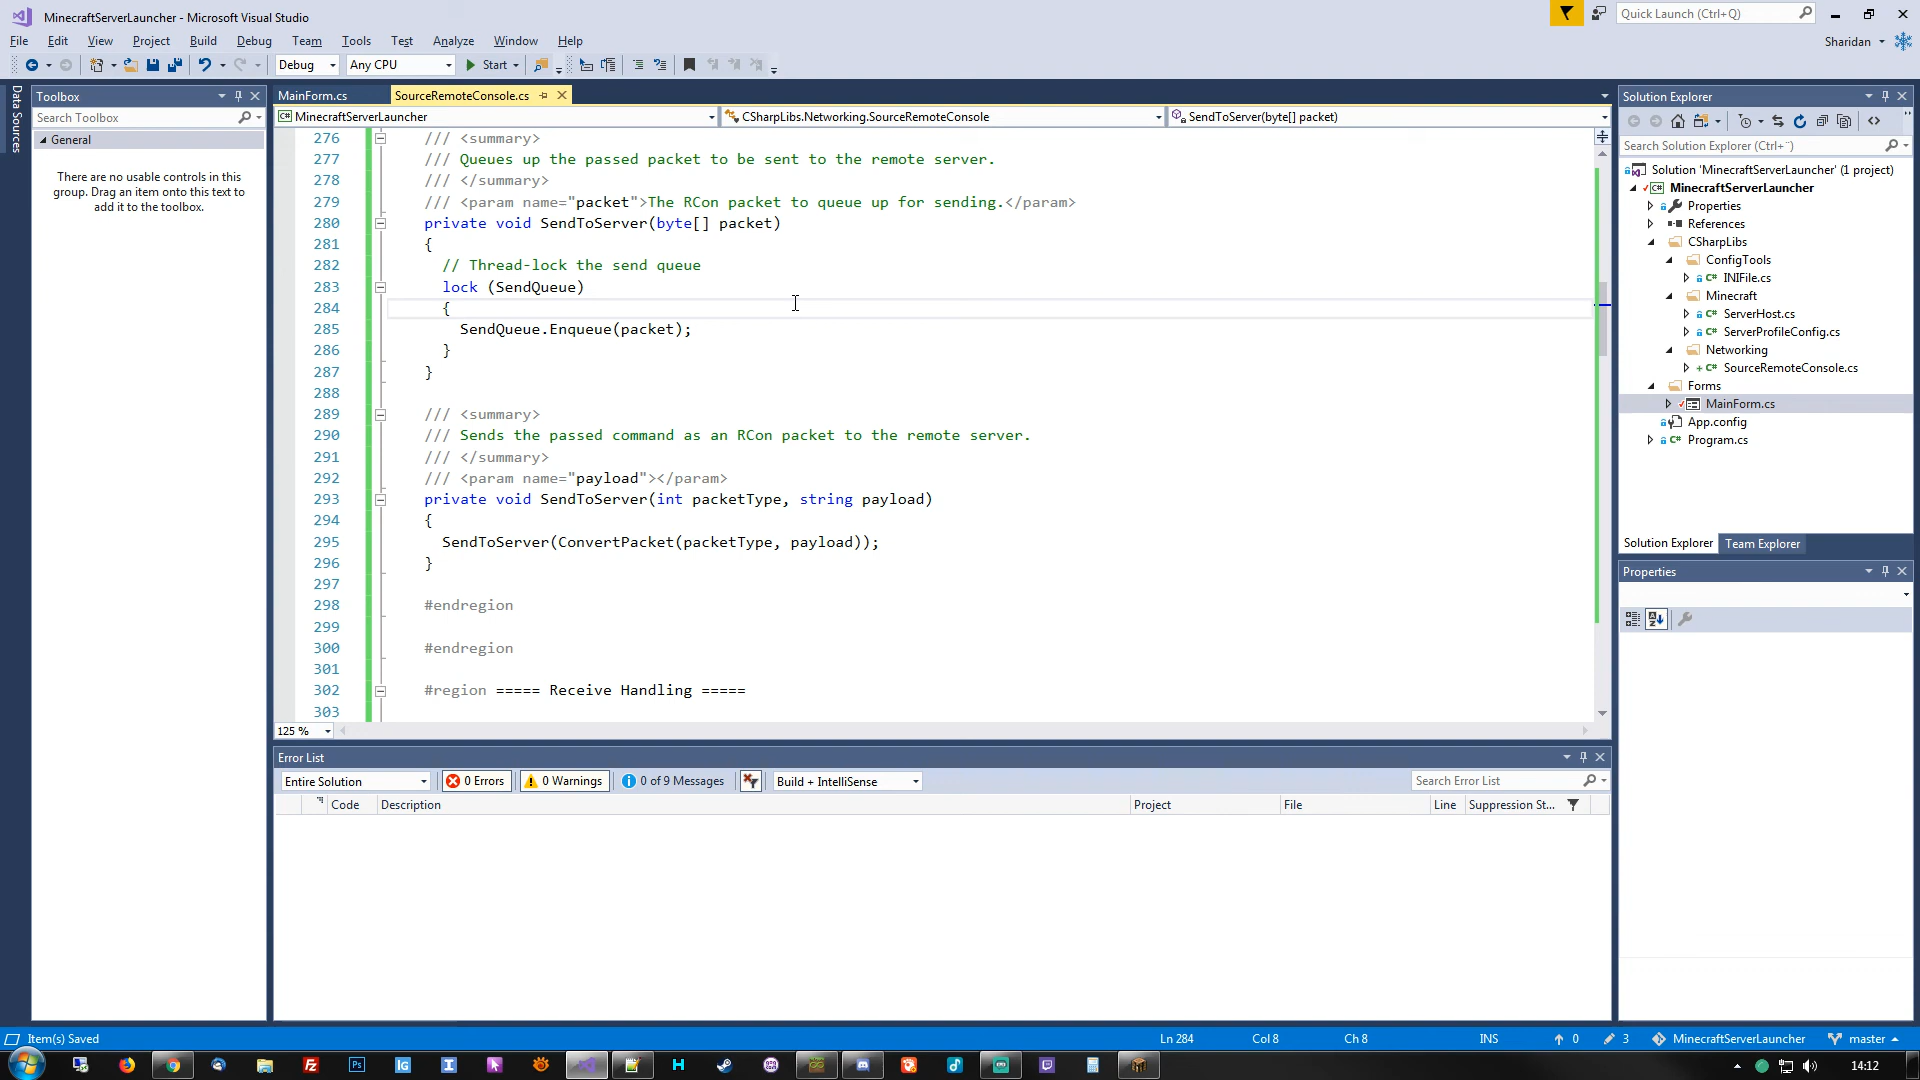 MinecraftServerLauncher - Microsoft Visual Studio
Quick Launch (Ctrl+Q)
File Edit View Project Build Debug Team Tools Test Analyze Window Help
Sharidan
Debug Any CPU Start
Data Sources
Toolbox
Search Toolbox
General
There are no usable controls in this
group. Drag an item onto this text to
add it to the toolbox.
MainForm.cs SourceRemoteConsole.cs
MinecraftServerLauncher CSharpLibs.Networking.SourceRemoteConsole SendToServer(byte[] packet)
276 /// <summary>
277 /// Queues up the passed packet to be sent to the remote server.
278 /// </summary>
279 /// <param name="packet">The RCon packet to queue up for sending.</param>
280 private void SendToServer(byte[] packet)
281 {
282 // Thread-lock the send queue
283 lock (SendQueue)
284 {
285 SendQueue.Enqueue(packet);
286 }
287 }
288
289 /// <summary>
290 /// Sends the passed command as an RCon packet to the remote server.
291 /// </summary>
292 /// <param name="payload"></param>
293 private void SendToServer(int packetType, string payload)
294 {
295 SendToServer(ConvertPacket(packetType, payload));
296 }
297
298 #endregion
299
300 #endregion
301
302 #region ===== Receive Handling =====
303
125 %
Error List
Entire Solution 0 Errors 0 Warnings 0 of 9 Messages Build + IntelliSense Search Error List
Code Description Project File Line Suppression St...
Solution Explorer
Search Solution Explorer (Ctrl+¨)
Solution 'MinecraftServerLauncher' (1 project)
MinecraftServerLauncher
Properties
References
CSharpLibs
ConfigTools
INIFile.cs
Minecraft
ServerHost.cs
ServerProfileConfig.cs
Networking
SourceRemoteConsole.cs
Forms
MainForm.cs
App.config
Program.cs
Solution Explorer Team Explorer
Properties
Item(s) Saved Ln 284 Col 8 Ch 8 INS 0 3 MinecraftServerLauncher master
14:12